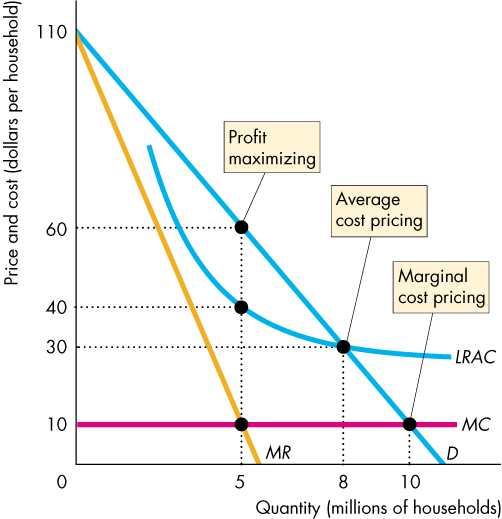 Price and cost (dollars per household)
110
Profit
maximizing
Average
cost pricing
60
Marginal
cost pricing
40
30
LRAC
10
MC
MR
D
0
5
8
10
Quantity (millions of households)